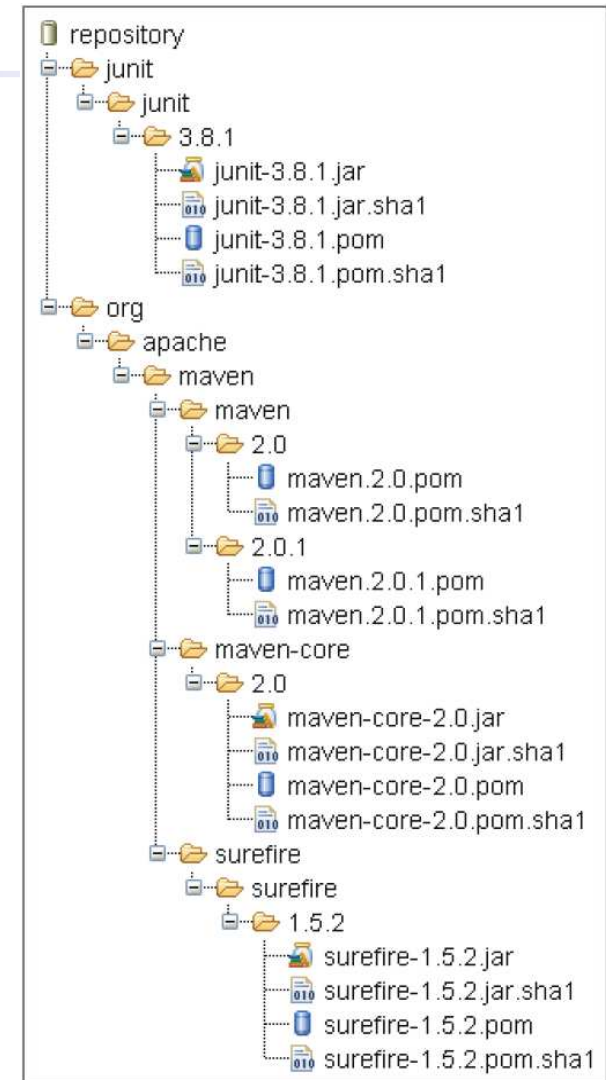 repository
junit
junit
3.8.1
junit-3.8.1.jar
junit-3.8.1.jar.sha1
junit-3.8.1.pom
junit-3.8.1.pom.sha1
org
apache
maven
maven
2.0
maven.2.0.pom
maven.2.0.pom.sha1
2.0.1
maven.2.0.1.pom
maven.2.0.1.pom.sha1
maven-core
2.0
maven-core-2.0.jar
maven-core-2.0.jar.sha1
maven-core-2.0.pom
maven-core-2.0.pom.sha1
surefire
surefire
1.5.2
surefire-1.5.2.jar
surefire-1.5.2.jar.sha1
surefire-1.5.2.pom
surefire-1.5.2.pom.sha1